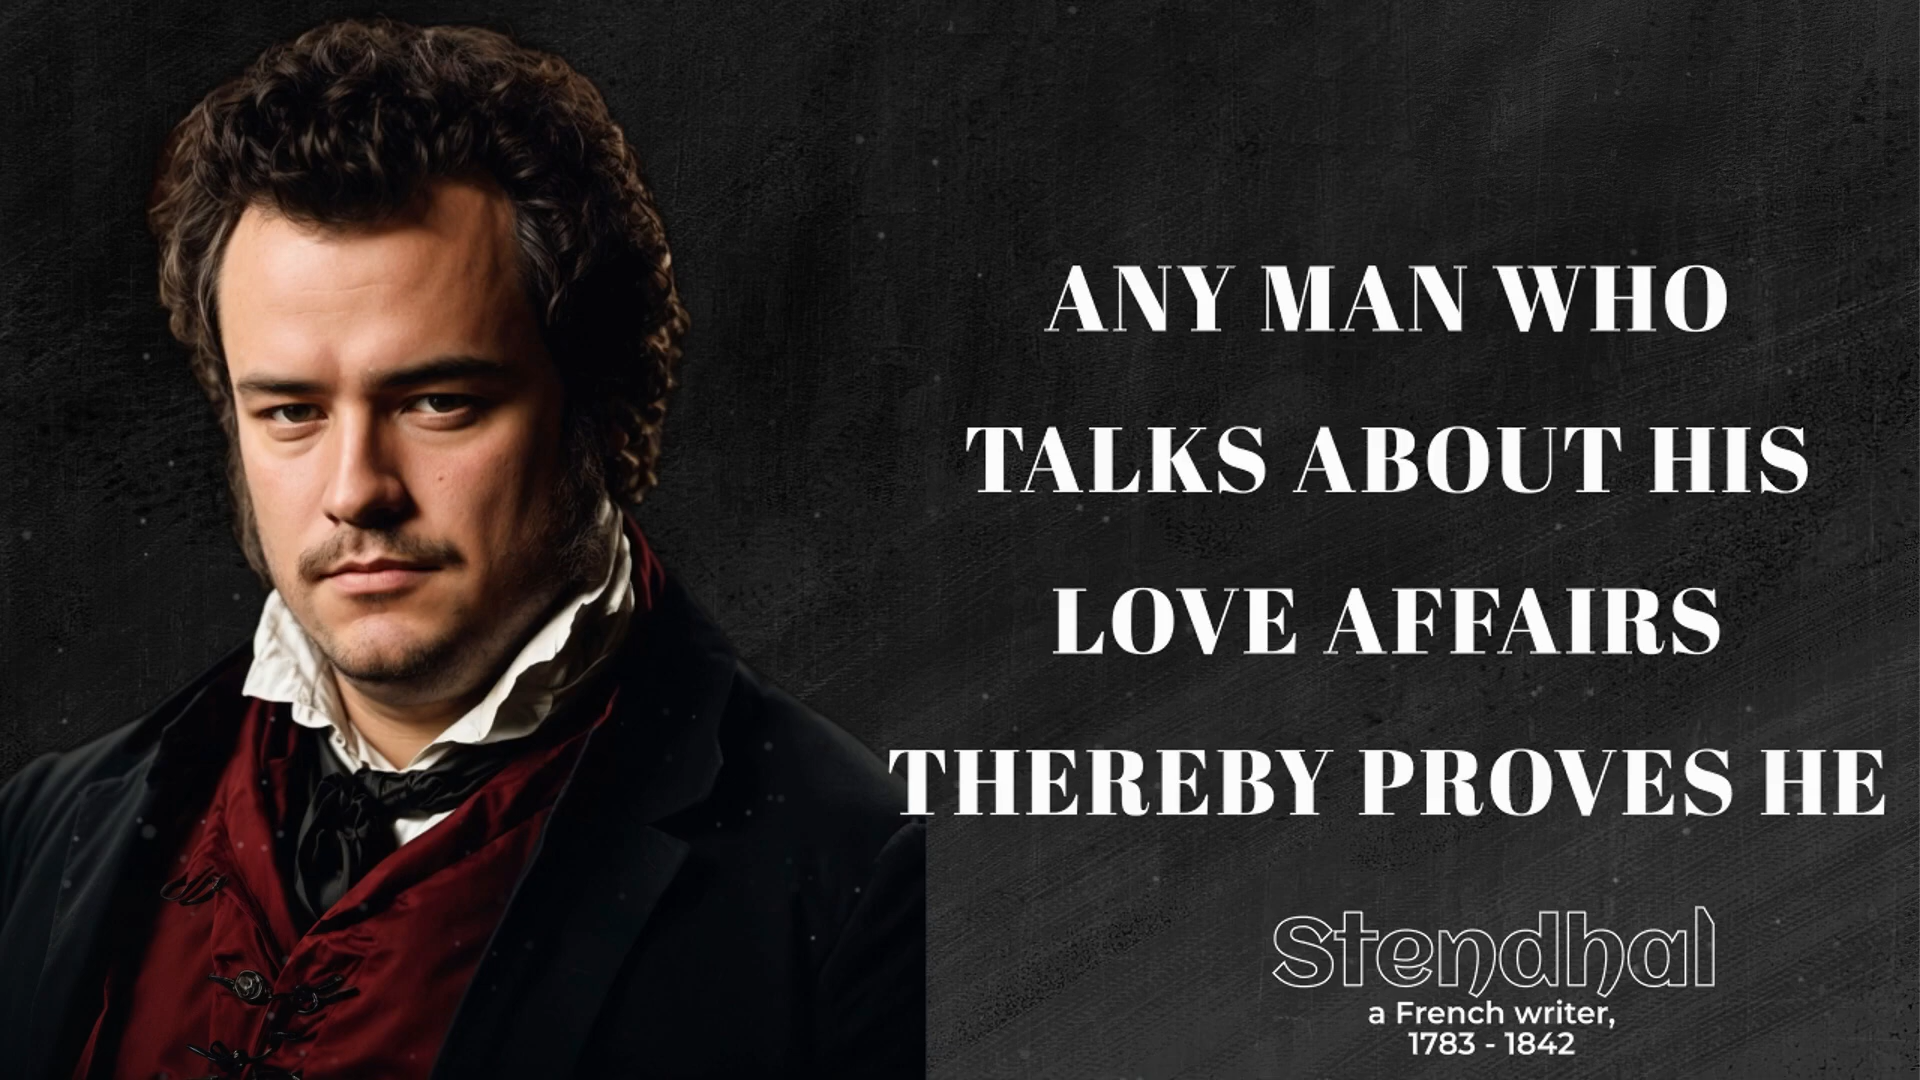 ANY MAN WHO
TALKS ABOUT HIS
LOVE AFFAIRS
THEREBY PROVES HE
Stendhal
a French writer,
1783 - 1842